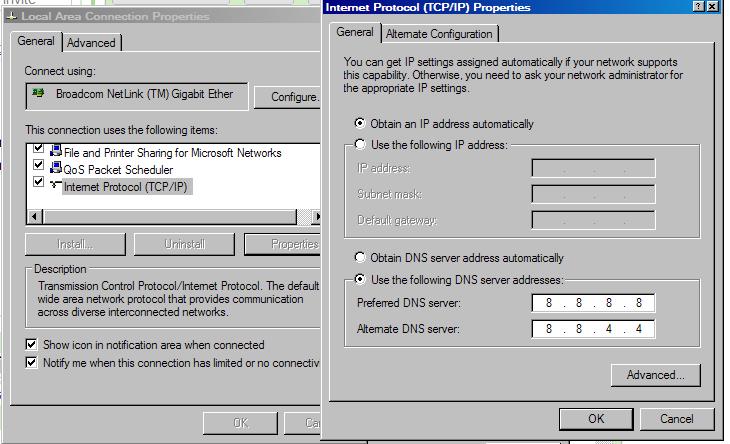 Local Area Connection Properties
General
Advanced
Connect using:
Broadcom NetLink (TM) Gigabit Ether
Configure.
This connection uses the following items:
File and Printer Sharing for Microsoft Networks
QoS Packet Scheduler
Internet Protocol (TCP/IP)
Install...
Uninstall
Properties
Description
Transmission Control Protocol/Internet Protocol. The default
wide area network protocol that provides communication
across diverse interconnected networks.
Show icon in notification area when connected
Notify me when this connection has limited or no connectiv
OK
Internet Protocol (TCP/IP) Properties
General
Alternate Configuration
You can get IP settings assigned automatically if your network supports
this capability. Otherwise, you need to ask your network administrator for
the appropriate IP settings.
Obtain an IP address automatically
Use the following IP address:
IP address:
Subnet mask:
Default gateway:
Obtain DNS server address automatically
Use the following DNS server addresses:
Preferred DNS server:
8 . 8 . 8 . 8
Alternate DNS server:
8 . 8 . 4 . 4
Advanced...
OK
Cancel